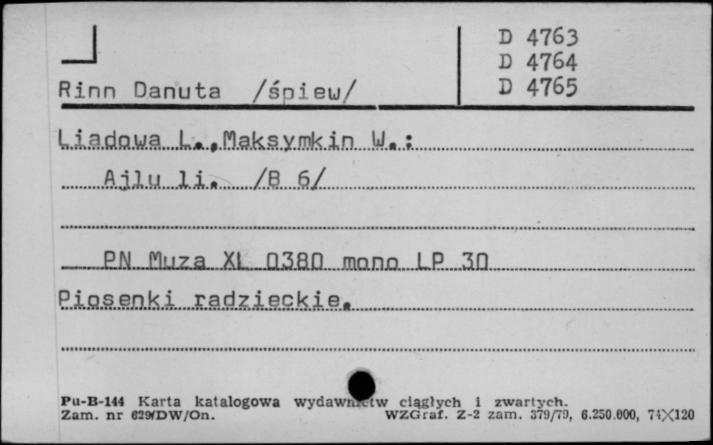 D 4763
D 4764
Rinn Danuta /śpiew/ D 4765
Liadowa L.,Maksymkin W.:
Ajlu li. /B 6/
PN Muza XL 0380 mono LP 30
Piosenki radzieckie.
Pu-B-144 Karta katalogowa wydawnictw ciągłych i zwartych.
Zam. nr 629/DW/On. WZGraf. Z-2 zam. 379/79, 6.250.000, 74×120